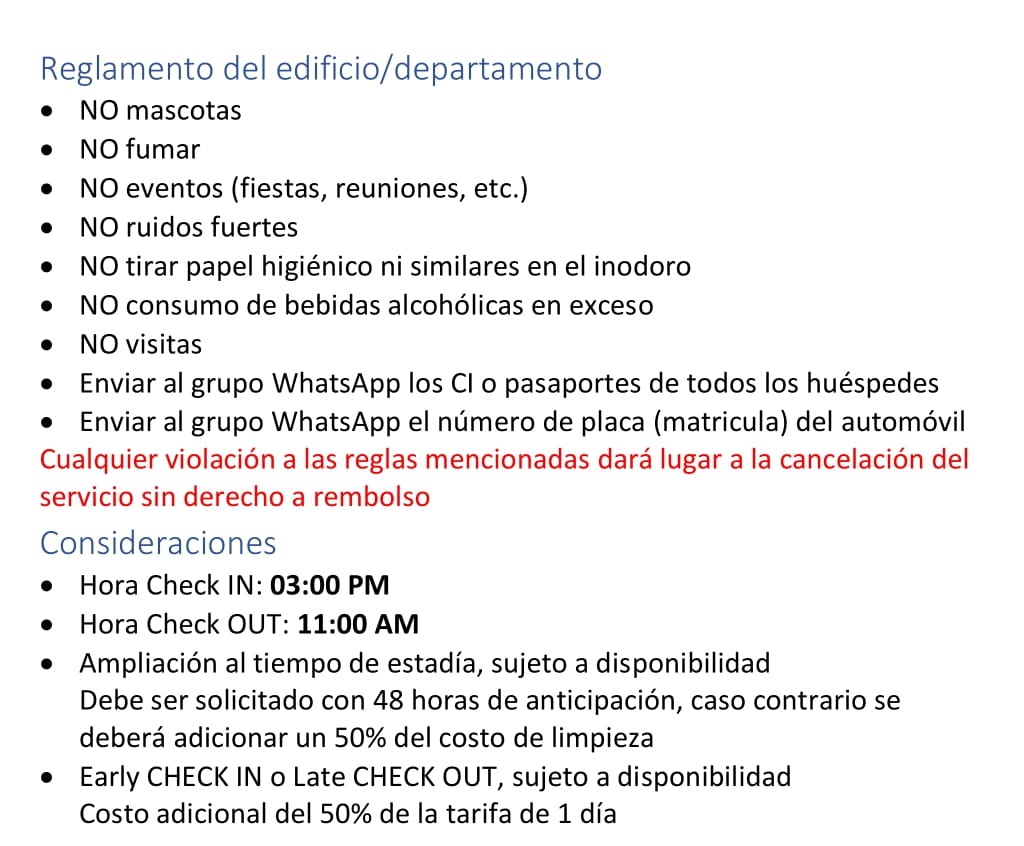 Reglamento del edificio/departamento
• NO mascotas
• NO fumar
• NO eventos (fiestas, reuniones, etc.)
• NO ruidos fuertes
• NO tirar papel higiénico ni similares en el inodoro
• NO consumo de bebidas alcohólicas en exceso
• NO visitas
• Enviar al grupo WhatsApp los CI o pasaportes de todos los huéspedes
• Enviar al grupo WhatsApp el número de placa (matricula) del automóvil
Cualquier violación a las reglas mencionadas dará lugar a la cancelación del
servicio sin derecho a rembolso
Consideraciones
• Hora Check IN: 03:00 PM
• Hora Check OUT: 11:00 AM
• Ampliación al tiempo de estadía, sujeto a disponibilidad
Debe ser solicitado con 48 horas de anticipación, caso contrario se
deberá adicionar un 50% del costo de limpieza
• Early CHECK IN o Late CHECK OUT, sujeto a disponibilidad
Costo adicional del 50% de la tarifa de 1 día